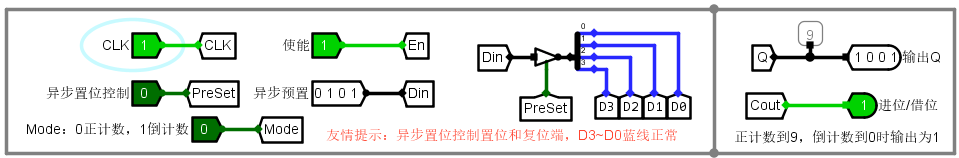 CLK 1 CLK
使能 1 En
异步置位控制 0 PreSet
异步预置 0 1 0 1 Din
Mode：0正计数，1倒计数 0 Mode
Din
PreSet
0
1
2
3
D3 D2 D1 D0
友情提示：异步置位控制置位和复位端，D3~D0蓝线正常
9
Q 1 0 0 1 输出Q
Cout 1 进位/借位
正计数到9，倒计数到0时输出为1